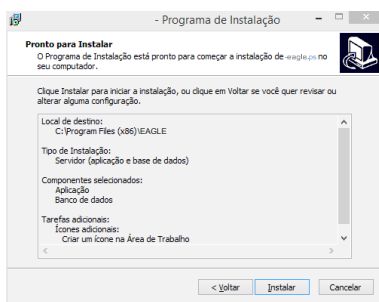 - Programa de Instalação
Pronto para Instalar
O Programa de Instalação está pronto para começar a instalação de -eagle.ps no
seu computador.
Clique Instalar para iniciar a instalação, ou clique em Voltar se você quer revisar ou
alterar alguma configuração.
Local de destino:
C:\Program Files (x86)\EAGLE
Tipo de Instalação:
Servidor (aplicação e base de dados)
Componentes selecionados:
Aplicação
Banco de dados
Tarefas adicionais:
Ícones adicionais:
Criar um ícone na Área de Trabalho
< Voltar Instalar Cancelar